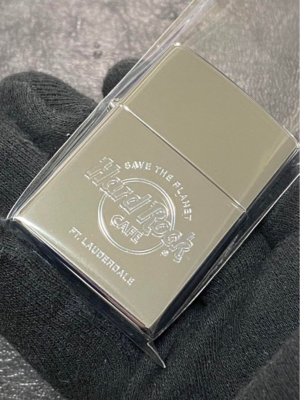 SAVE THE PLANET
Hard Rock
CAFE
FT. LAUDERDALE